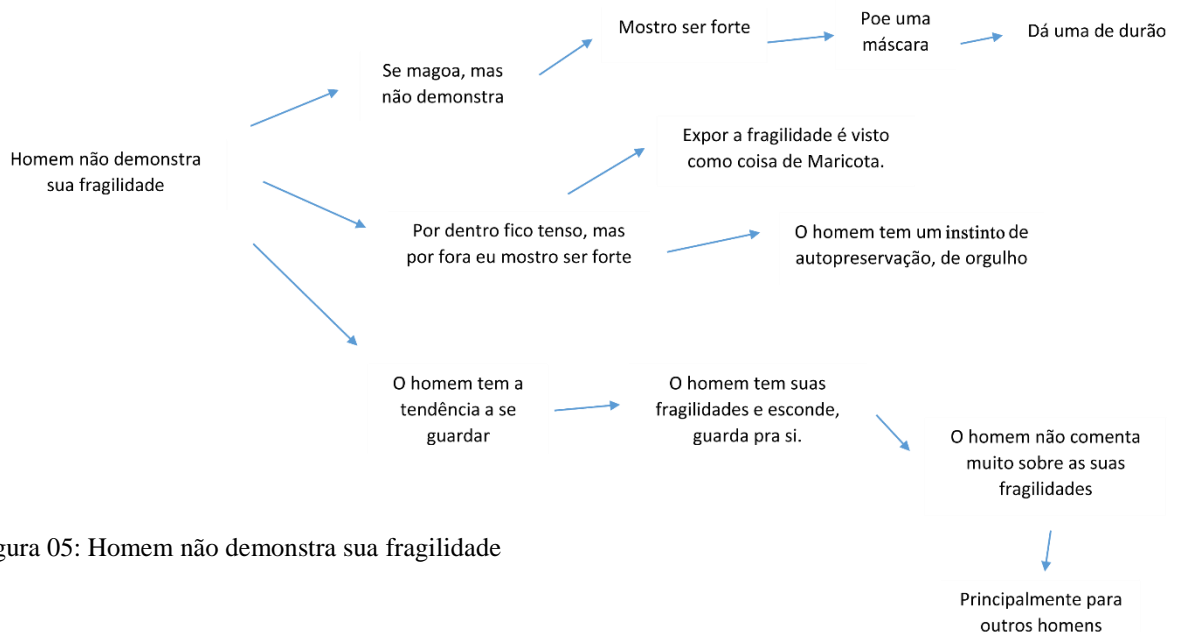 Mostro ser forte
Poe uma
máscara
Dá uma de durão
Se magoa, mas
não demonstra
Homem não demonstra
sua fragilidade
Expor a fragilidade é visto
como coisa de Maricota.
Por dentro fico tenso, mas
por fora eu mostro ser forte
O homem tem um instinto de
autopreservação, de orgulho
O homem tem a
tendência a se
guardar
O homem tem suas
fragilidades e esconde,
guarda pra si.
O homem não comenta
muito sobre as suas
fragilidades
gura 05: Homem não demonstra sua fragilidade
Principalmente para
outros homens